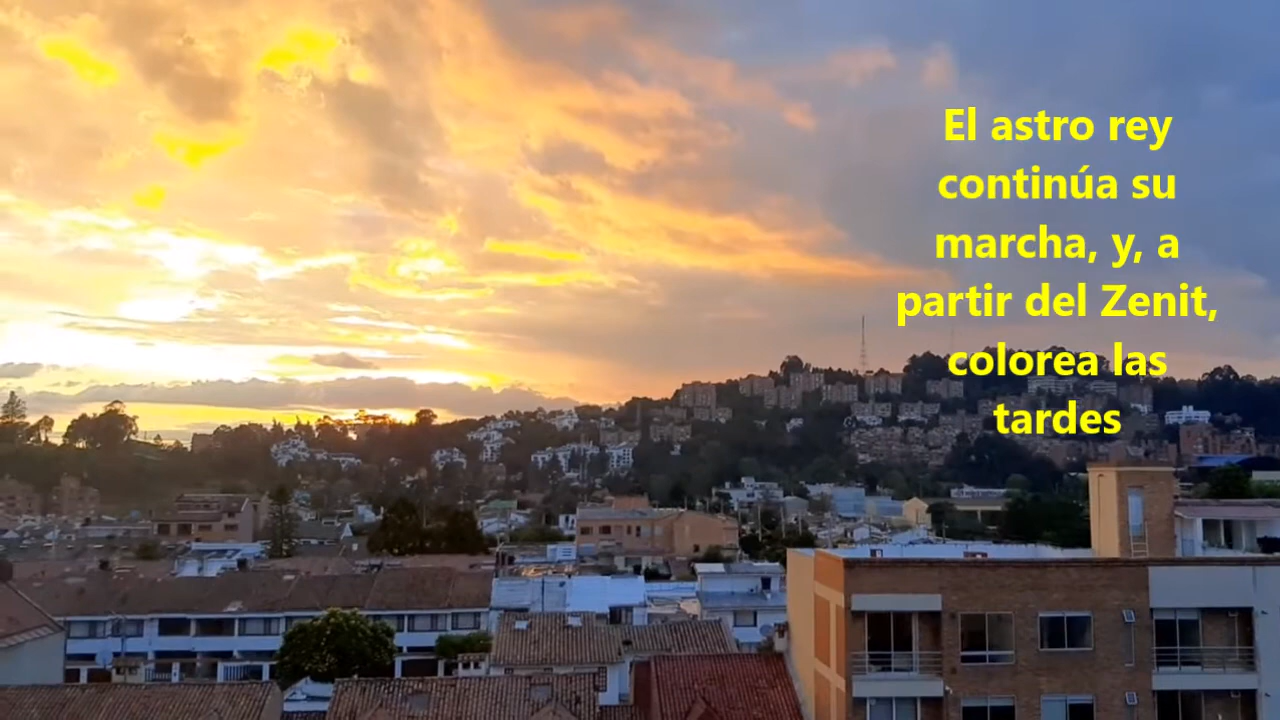 El astro rey
continúa su
marcha, y, a
partir del Zenit,
colorea las
tardes